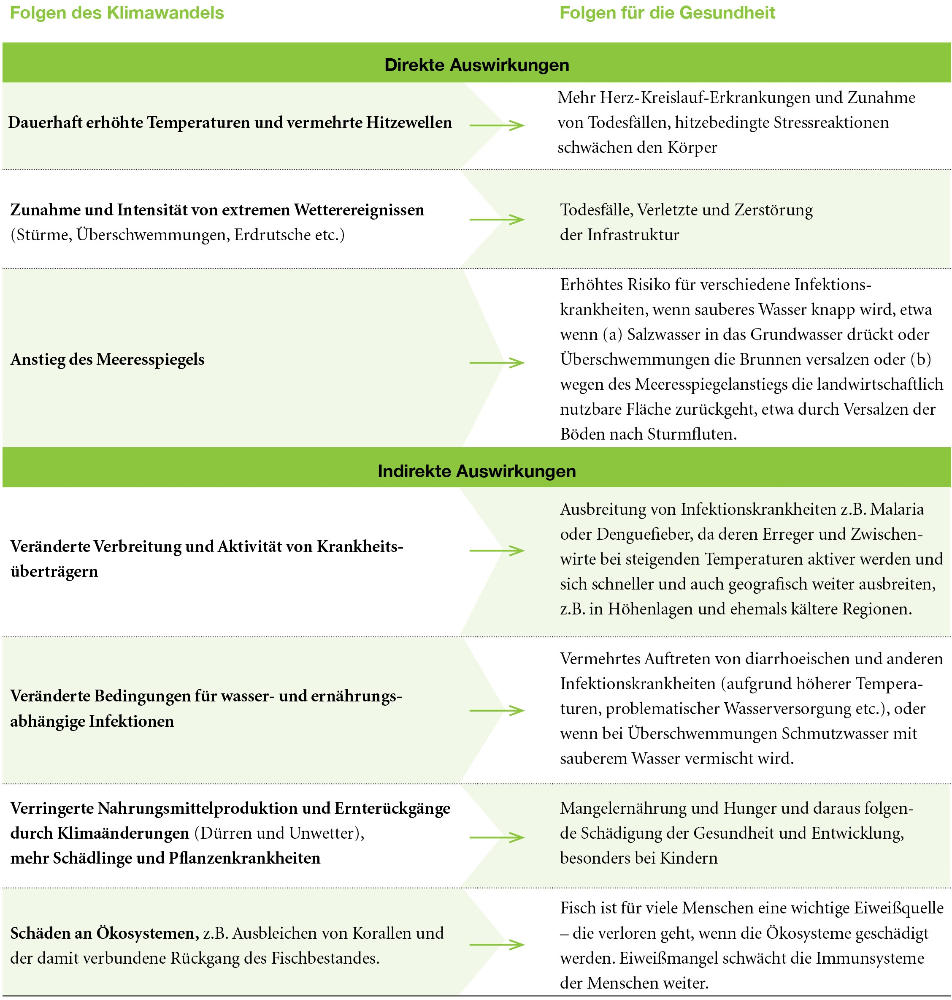 Folgen des Klimawandels
Folgen für die Gesundheit
Direkte Auswirkungen
Dauerhaft erhöhte Temperaturen und vermehrte Hitzewellen
Mehr Herz-Kreislauf-Erkrankungen und Zunahme
von Todesfällen, hitzebedingte Stressreaktionen
schwächen den Körper
Zunahme und Intensität von extremen Wetterereignissen
(Stürme, Überschwemmungen, Erdrutsche etc.)
Todesfälle, Verletzte und Zerstörung
der Infrastruktur
Anstieg des Meeresspiegels
Erhöhtes Risiko für verschiedene Infektions-
krankheiten, wenn sauberes Wasser knapp wird, etwa
wenn (a) Salzwasser in das Grundwasser drückt oder
Überschwemmungen die Brunnen versalzen oder (b)
wegen des Meeresspiegelanstiegs die landwirtschaftlich
nutzbare Fläche zurückgeht, etwa durch Versalzen der
Böden nach Sturmfluten.
Indirekte Auswirkungen
Veränderte Verbreitung und Aktivität von Krankheits-
überträgern
Ausbreitung von Infektionskrankheiten z.B. Malaria
oder Denguefieber, da deren Erreger und Zwischen-
wirte bei steigenden Temperaturen aktiver werden und
sich schneller und auch geografisch weiter ausbreiten,
z.B. in Höhenlagen und ehemals kältere Regionen.
Veränderte Bedingungen für wasser- und ernährungs-
abhängige Infektionen
Vermehrtes Auftreten von diarrhoeischen und anderen
Infektionskrankheiten (aufgrund höherer Tempera-
turen, problematischer Wasserversorgung etc.), oder
wenn bei Überschwemmungen Schmutzwasser mit
sauberem Wasser vermischt wird.
Verringerte Nahrungsmittelproduktion und Ernterückgänge
durch Klimaänderungen (Dürren und Unwetter),
mehr Schädlinge und Pflanzenkrankheiten
Mangelernährung und Hunger und daraus folgen-
de Schädigung der Gesundheit und Entwicklung,
besonders bei Kindern
Schäden an Ökosystemen, z.B. Ausbleichen von Korallen und
der damit verbundene Rückgang des Fischbestandes.
Fisch ist für viele Menschen eine wichtige Eiweißquelle
– die verloren geht, wenn die Ökosysteme geschädigt
werden. Eiweißmangel schwächt die Immunsysteme
der Menschen weiter.